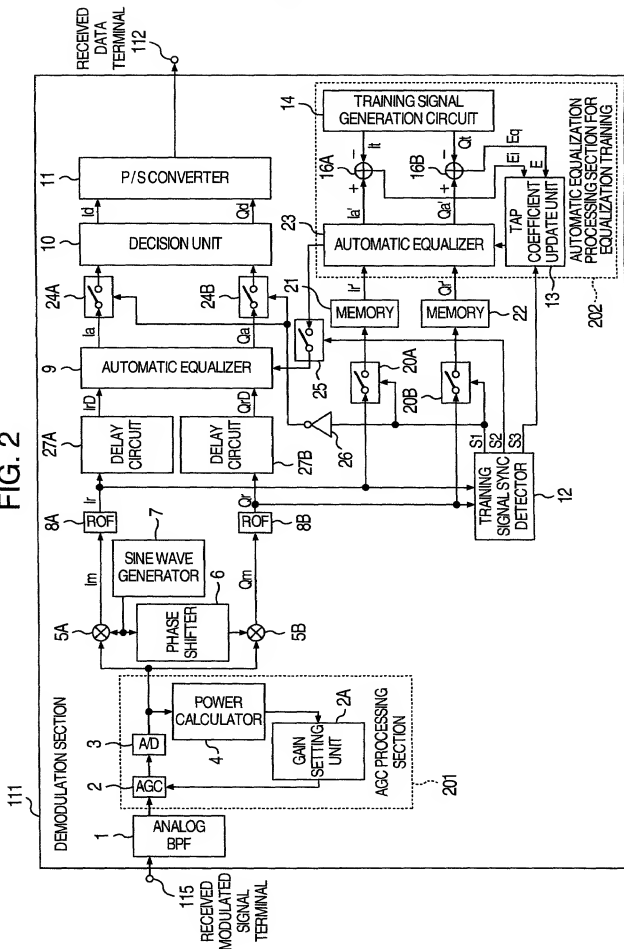 FIG. 2
111
DEMODULATION SECTION
115
RECEIVED
MODULATED
SIGNAL
TERMINAL
1
ANALOG
BPF
2
AGC
3
A/D
POWER
CALCULATOR
4
GAIN
SETTING
UNIT
2A
AGC PROCESSING
SECTION
201
5A
5B
PHASE
SHIFTER
6
SINE WAVE
GENERATOR
7
Im
Qm
8A
ROF
ROF
8B
Ir
Qr
27A
DELAY
CIRCUIT
DELAY
CIRCUIT
27B
IrD
QrD
9
AUTOMATIC EQUALIZER
Ia
Qa
24A
24B
10
DECISION UNIT
Id
Qd
11
P/S CONVERTER
RECEIVED
DATA
TERMINAL
112
12
TRAINING
SIGNAL SYNC
DETECTOR
S1
S2
S3
26
25
20A
20B
21
MEMORY
MEMORY
22
Ir
Qr
23
AUTOMATIC EQUALIZER
Ia'
Qa'
16A
+
−
16B
+
−
It
Qt
14
TRAINING SIGNAL
GENERATION CIRCUIT
Ei
Eq
E
TAP
COEFFICIENT
UPDATE UNIT
13
AUTOMATIC EQUALIZATION
PROCESSING SECTION FOR
EQUALIZATION TRAINING
202